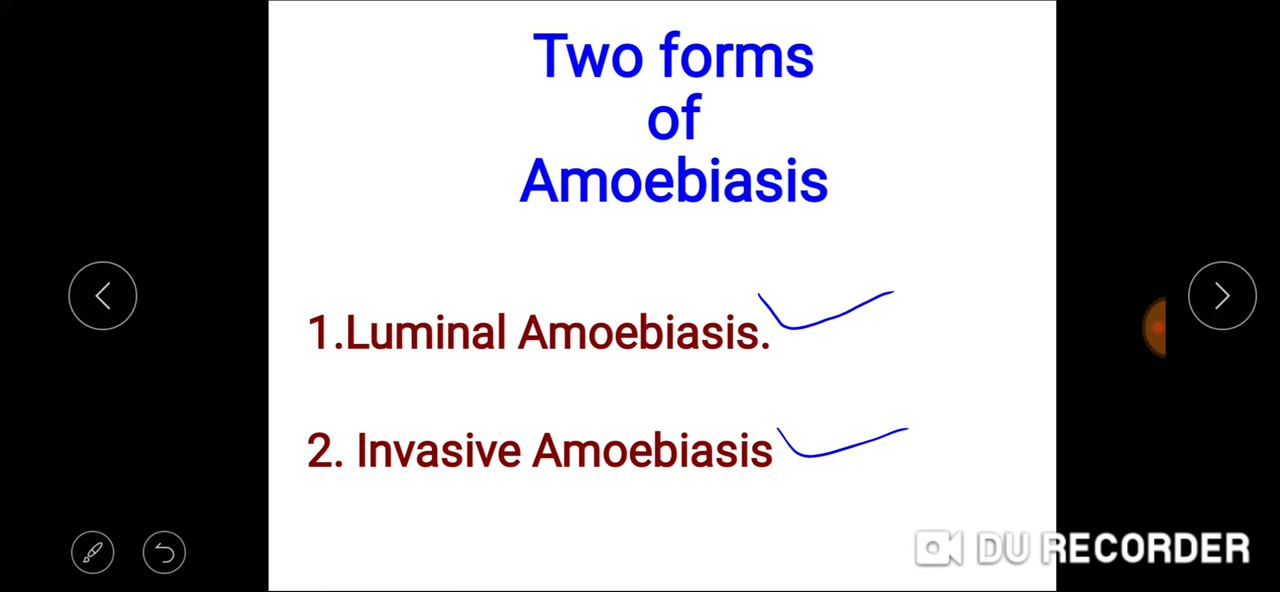 Two forms
of
Amoebiasis
1.Luminal Amoebiasis.
2. Invasive Amoebiasis
DU RECORDER